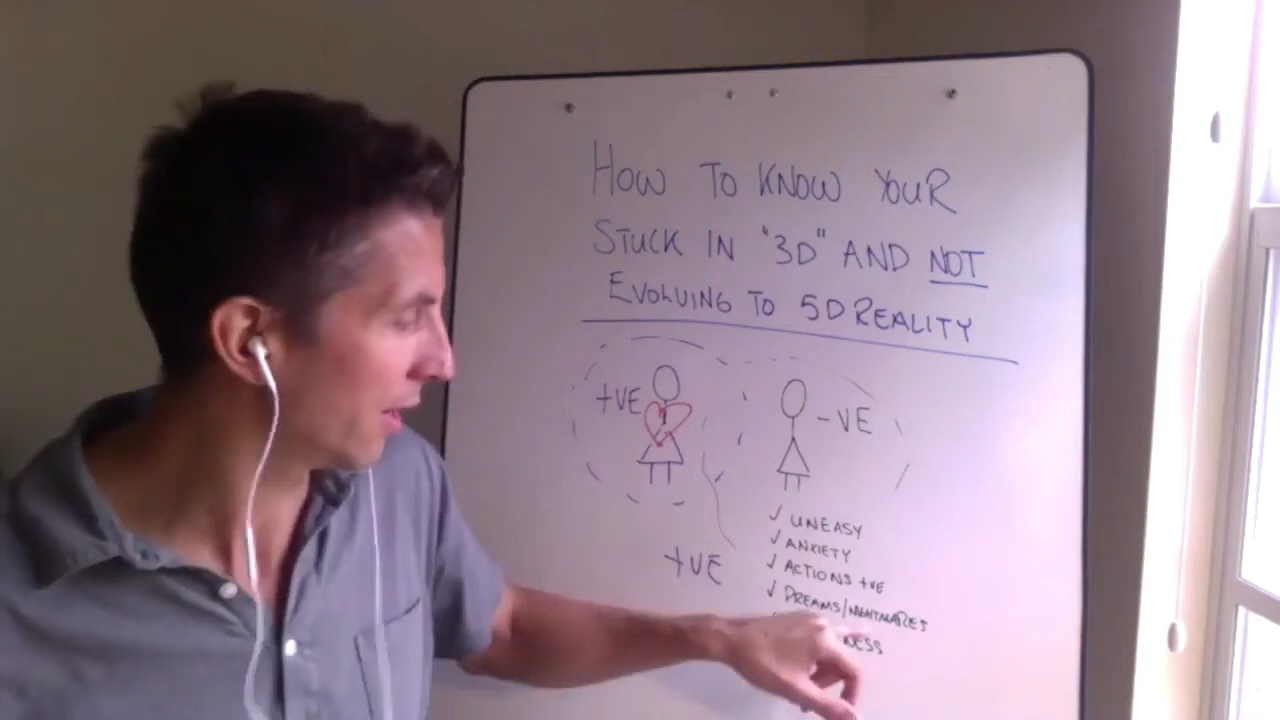 HOW TO KNOW YOUR
STUCK IN "3D" AND NOT
EVOLVING TO 5D REALITY
+VE
-VE
✓ UNEASY
✓ ANXIETY
✓ ACTIONS +VE
✓ DREAMS/NIGHTMARES
+VE